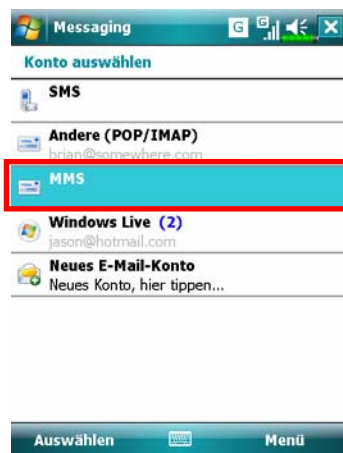 Messaging
G G
Konto auswählen
SMS
Andere (POP/IMAP)
brian@somewhere.com
MMS
Windows Live (2)
jason@hotmail.com
Neues E-Mail-Konto
Neues Konto, hier tippen...
Auswählen Menü